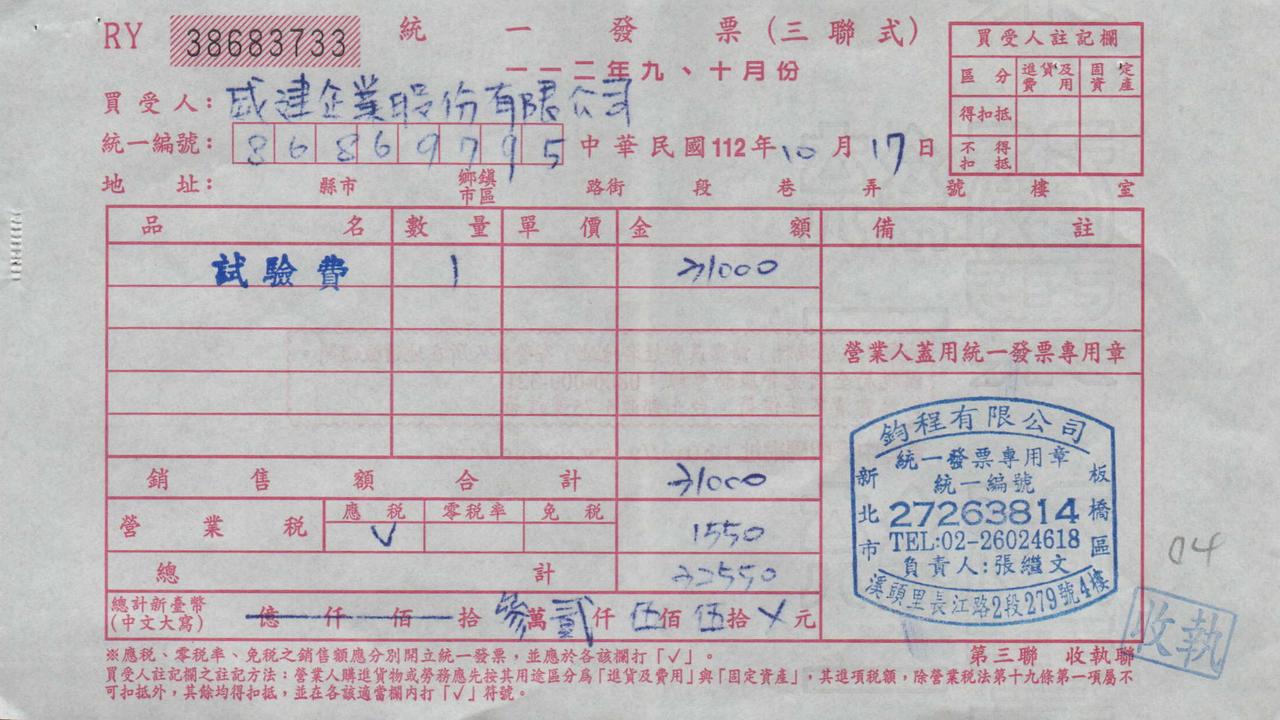 RY 38683733 統一發票(三聯式)
一一二年九、十月份
買受人註記欄
區分 進貨及費用 固定資產
得扣抵
不得扣抵
買受人: 盛建企業股份有限公司
統一編號: 86869795 中華民國112年10月17日
地址: 縣市 鄉鎮市區 路街 段 巷 弄 號 樓 室
品名 數量 單價 金額 備註
試驗費 1 31000
營業人蓋用統一發票專用章
銷售額合計 31000
營業稅 應稅 零稅率 免稅 1550
V
總計 32550
總計新臺幣(中文大寫) 億仟佰拾參萬貳仟伍佰伍拾X元
鈞程有限公司
統一發票專用章
統一編號
27263814
TEL:02-26024618
負責人:張繼文
新北市 板橋區
溪頭里長江路2段279號4樓
04
收執
※應稅、零稅率、免稅之銷售額應分別開立統一發票,並應於各該欄打「✓」。
第三聯 收執聯
買受人註記欄之註記方法:營業人購進貨物或勞務應先按其用途區分為「進貨及費用」與「固定資產」,其進項稅額,除營業稅法第十九條第一項屬不
可扣抵外,其餘均得扣抵,並在各該適當欄內打「✓」符號。